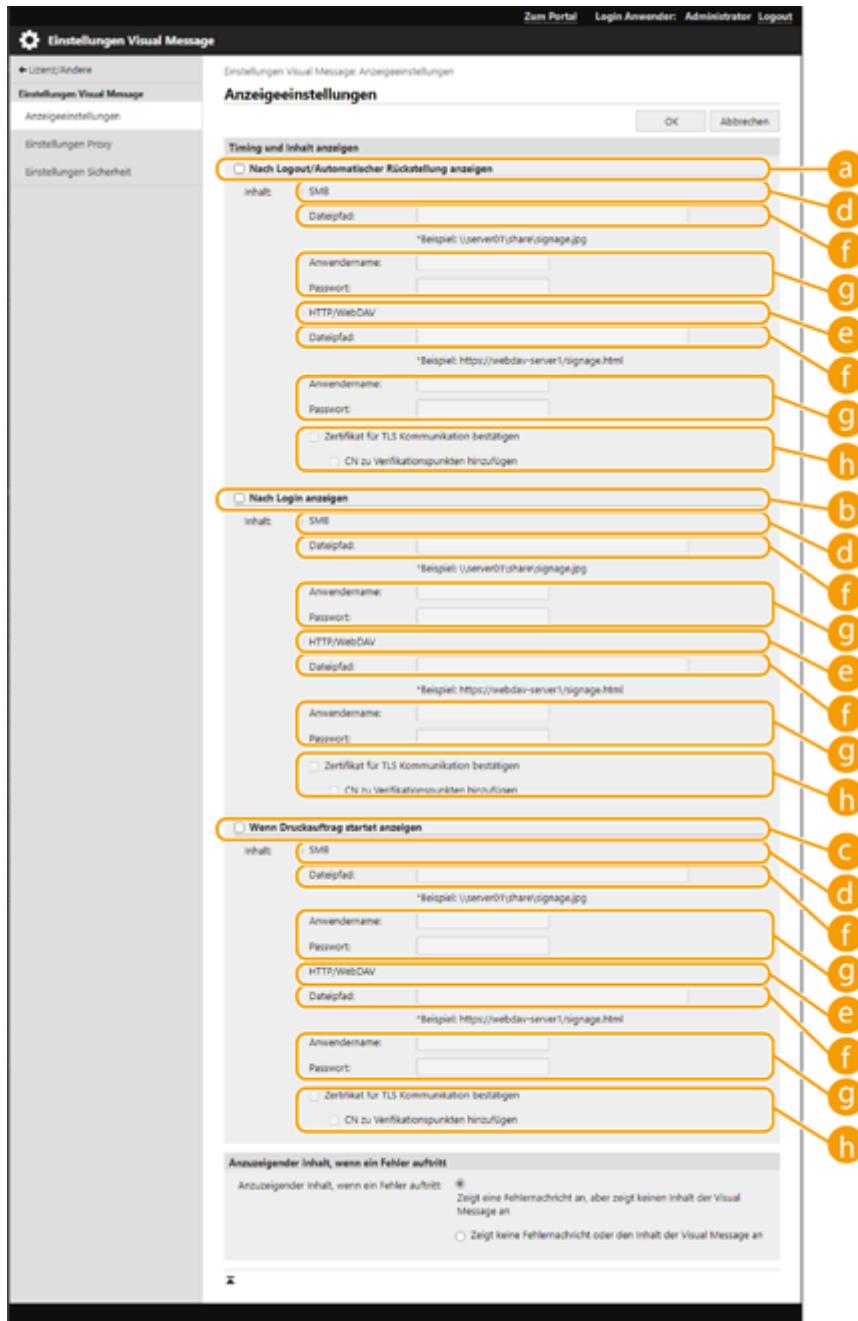 Zum Portal Login Anwender: Administrator Logout
Einstellungen Visual Message
Lizenz/Andere
Einstellungen Visual Message
Anzeigeeinstellungen
Einstellungen Proxy
Einstellungen Sicherheit
Einstellungen Visual Message: Anzeigeeinstellungen
Anzeigeeinstellungen
OK Abbrechen
Timing und Inhalt anzeigen
Nach Logout/Automatischer Rückstellung anzeigen a
Inhalt: SMB d
Dateipfad: f
*Beispiel: \\server01\share\signage.jpg
Anwendername:
Passwort: g
HTTP/WebDAV e
Dateipfad: f
*Beispiel: https://webdav-server1/signage.html
Anwendername:
Passwort: g
Zertifikat für TLS Kommunikation bestätigen
CN zu Verifikationspunkten hinzufügen h
Nach Login anzeigen b
Inhalt: SMB d
Dateipfad: f
*Beispiel: \\server01\share\signage.jpg
Anwendername:
Passwort: g
HTTP/WebDAV e
Dateipfad: f
*Beispiel: https://webdav-server1/signage.html
Anwendername:
Passwort: g
Zertifikat für TLS Kommunikation bestätigen
CN zu Verifikationspunkten hinzufügen h
Wenn Druckauftrag startet anzeigen c
Inhalt: SMB d
Dateipfad: f
*Beispiel: \\server01\share\signage.jpg
Anwendername:
Passwort: g
HTTP/WebDAV e
Dateipfad: f
*Beispiel: https://webdav-server1/signage.html
Anwendername:
Passwort: g
Zertifikat für TLS Kommunikation bestätigen
CN zu Verifikationspunkten hinzufügen h
Anzuzeigender Inhalt, wenn ein Fehler auftritt
Anzuzeigender Inhalt, wenn ein Fehler auftritt:
Zeigt eine Fehlernachricht an, aber zeigt keinen Inhalt der Visual
Message an
Zeigt keine Fehlernachricht oder den Inhalt der Visual Message an